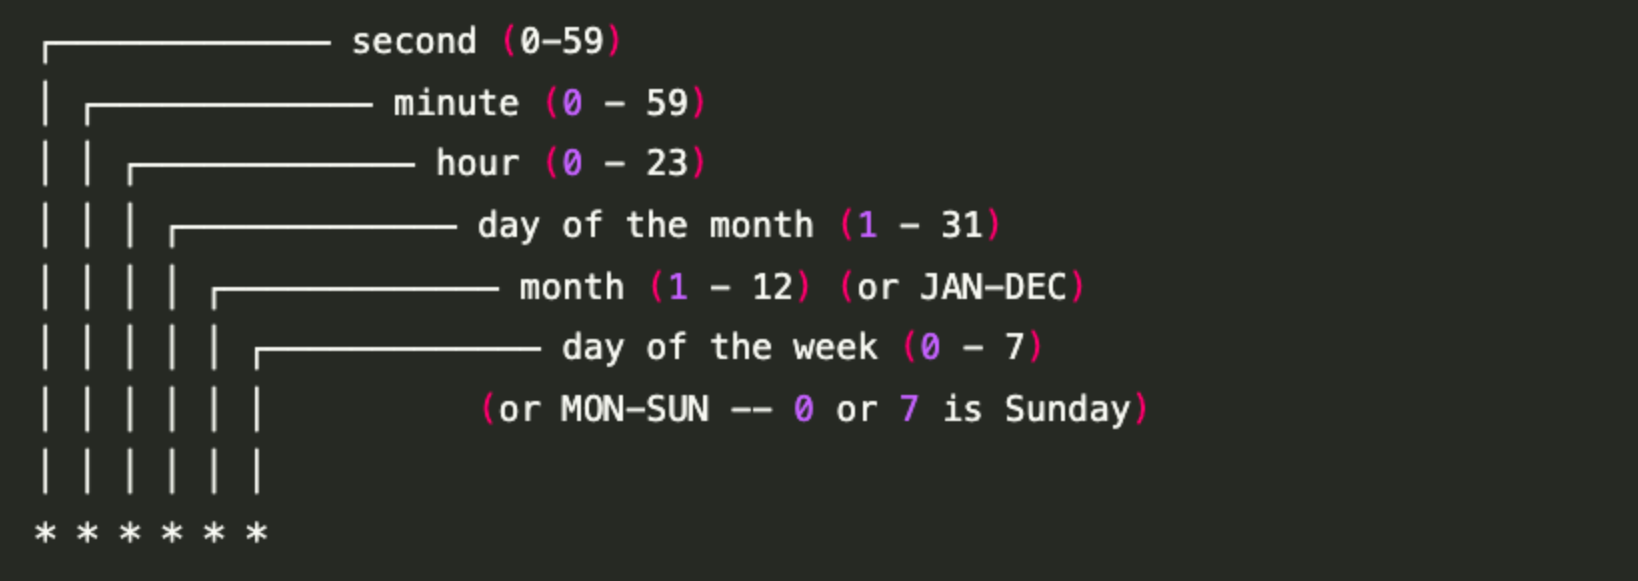 ┌───────────── second (0-59)
│ ┌───────────── minute (0 - 59)
│ │ ┌───────────── hour (0 - 23)
│ │ │ ┌───────────── day of the month (1 - 31)
│ │ │ │ ┌───────────── month (1 - 12) (or JAN-DEC)
│ │ │ │ │ ┌───────────── day of the week (0 - 7)
│ │ │ │ │ │          (or MON-SUN -- 0 or 7 is Sunday)
│ │ │ │ │ │
* * * * * *